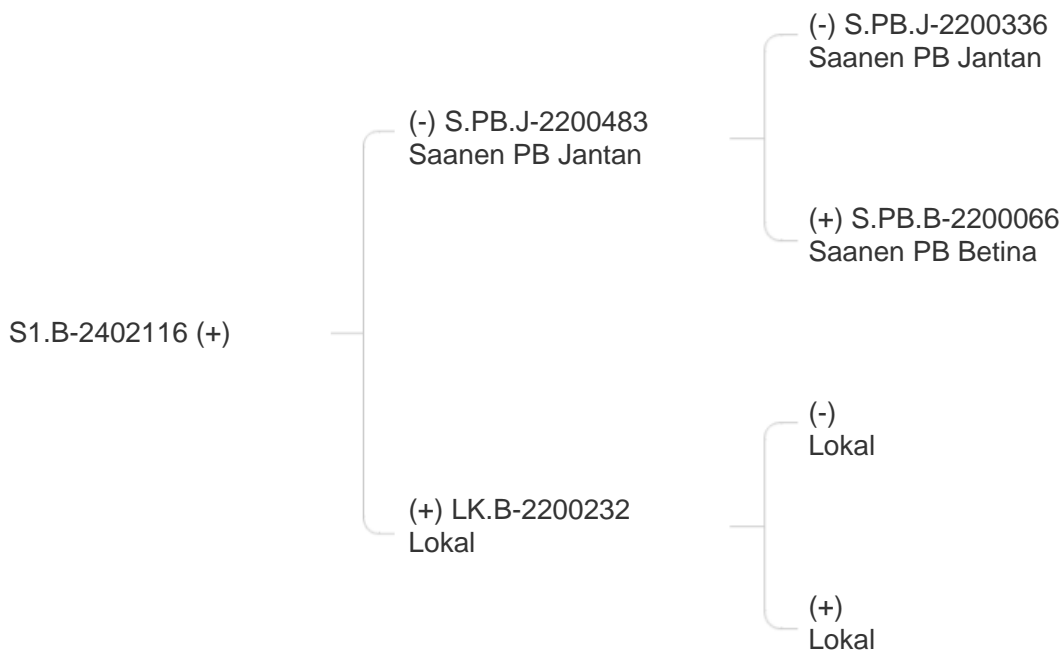 (-) S.PB.J-2200336
Saanen PB Jantan
(-) S.PB.J-2200483
Saanen PB Jantan
(+) S.PB.B-2200066
Saanen PB Betina
S1.B-2402116 (+)
(-)
Lokal
(+) LK.B-2200232
Lokal
(+)
Lokal